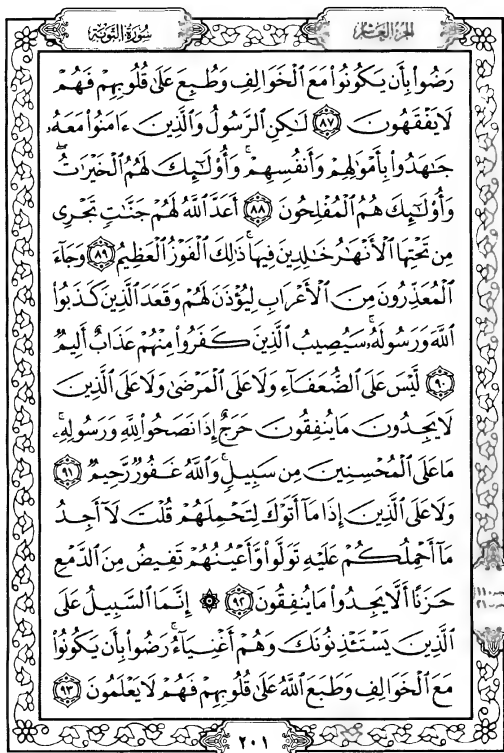 سُورَةُ التَّوْبَةِ
الجزء العاشر
رَضُوا۟ بِأَن يَكُونُوا۟ مَعَ ٱلْخَوَالِفِ وَطُبِعَ عَلَىٰ قُلُوبِهِمْ فَهُمْ
لَا يَفْقَهُونَ ٨٧ لَٰكِنِ ٱلرَّسُولُ وَٱلَّذِينَ ءَامَنُوا۟ مَعَهُۥ
جَٰهَدُوا۟ بِأَمْوَٰلِهِمْ وَأَنفُسِهِمْ ۚ وَأُو۟لَٰٓئِكَ لَهُمُ ٱلْخَيْرَٰتُ ۖ
وَأُو۟لَٰٓئِكَ هُمُ ٱلْمُفْلِحُونَ ٨٨ أَعَدَّ ٱللَّهُ لَهُمْ جَنَّٰتٍ تَجْرِى
مِن تَحْتِهَا ٱلْأَنْهَٰرُ خَٰلِدِينَ فِيهَا ۚ ذَٰلِكَ ٱلْفَوْزُ ٱلْعَظِيمُ ٨٩ وَجَآءَ
ٱلْمُعَذِّرُونَ مِنَ ٱلْأَعْرَابِ لِيُؤْذَنَ لَهُمْ وَقَعَدَ ٱلَّذِينَ كَذَبُوا۟
ٱللَّهَ وَرَسُولَهُۥ ۚ سَيُصِيبُ ٱلَّذِينَ كَفَرُوا۟ مِنْهُمْ عَذَابٌ أَلِيمٌ
٩٠ لَّيْسَ عَلَى ٱلضُّعَفَآءِ وَلَا عَلَى ٱلْمَرْضَىٰ وَلَا عَلَى ٱلَّذِينَ
لَا يَجِدُونَ مَا يُنفِقُونَ حَرَجٌ إِذَا نَصَحُوا۟ لِلَّهِ وَرَسُولِهِۦ ۚ
مَا عَلَى ٱلْمُحْسِنِينَ مِن سَبِيلٍ ۚ وَٱللَّهُ غَفُورٌ رَّحِيمٌ ٩١
وَلَا عَلَى ٱلَّذِينَ إِذَا مَآ أَتَوْكَ لِتَحْمِلَهُمْ قُلْتَ لَآ أَجِدُ
مَآ أَحْمِلُكُمْ عَلَيْهِ تَوَلَّوا۟ وَّأَعْيُنُهُمْ تَفِيضُ مِنَ ٱلدَّمْعِ
حَزَنًا أَلَّا يَجِدُوا۟ مَا يُنفِقُونَ ٩٢ ۞ إِنَّمَا ٱلسَّبِيلُ عَلَى
ٱلَّذِينَ يَسْتَـْٔذِنُونَكَ وَهُمْ أَغْنِيَآءُ ۚ رَضُوا۟ بِأَن يَكُونُوا۟
مَعَ ٱلْخَوَالِفِ وَطَبَعَ ٱللَّهُ عَلَىٰ قُلُوبِهِمْ فَهُمْ لَا يَعْلَمُونَ ٩٣
٢٠١